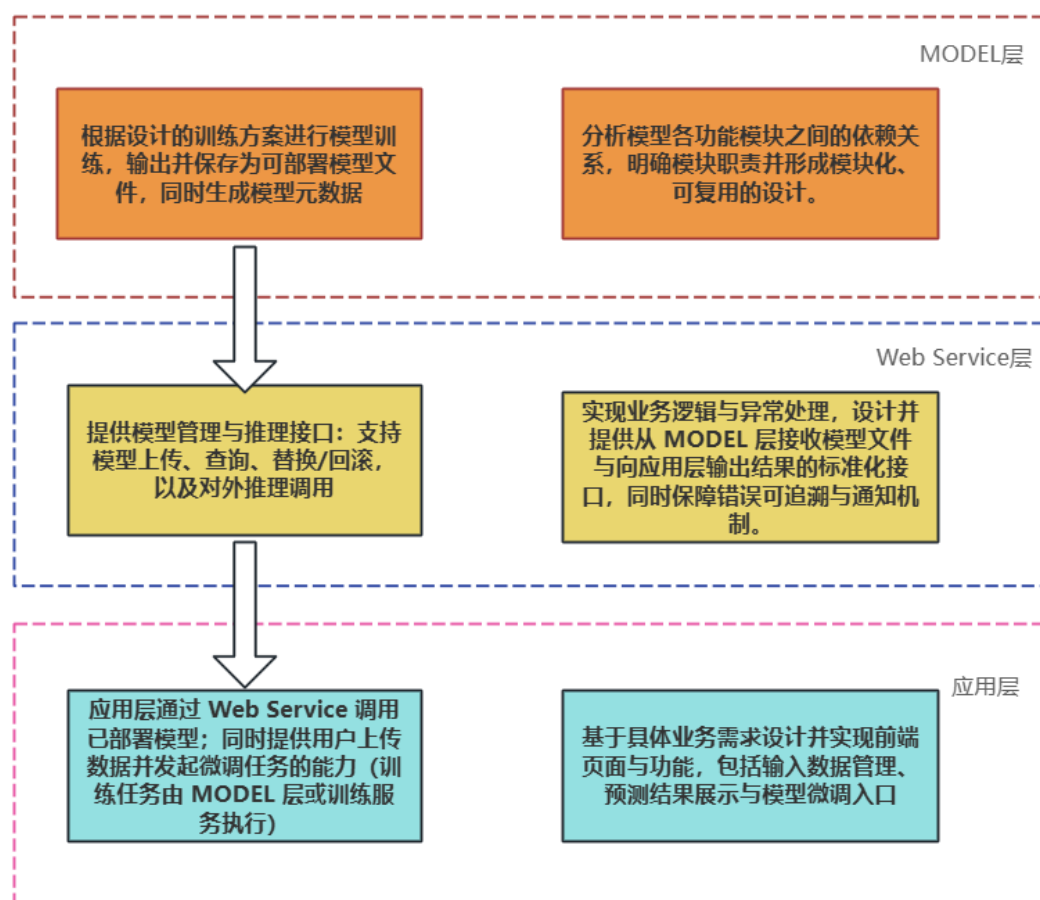 MODEL层
根据设计的训练方案进行模型训
练，输出并保存为可部署模型文
件，同时生成模型元数据
分析模型各功能模块之间的依赖关
系，明确模块职责并形成模块化、
可复用的设计。
Web Service层
提供模型管理与推理接口：支持
模型上传、查询、替换/回滚，
以及对外推理调用
实现业务逻辑与异常处理，设计并
提供从 MODEL 层接收模型文件
与向应用层输出结果的标准化接
口，同时保障错误可追溯与通知机
制。
应用层
应用层通过 Web Service 调用
已部署模型；同时提供用户上传
数据并发起微调任务的能力（训
练任务由 MODEL 层或训练服
务执行）
基于具体业务需求设计并实现前端
页面与功能，包括输入数据管理、
预测结果展示与模型微调入口